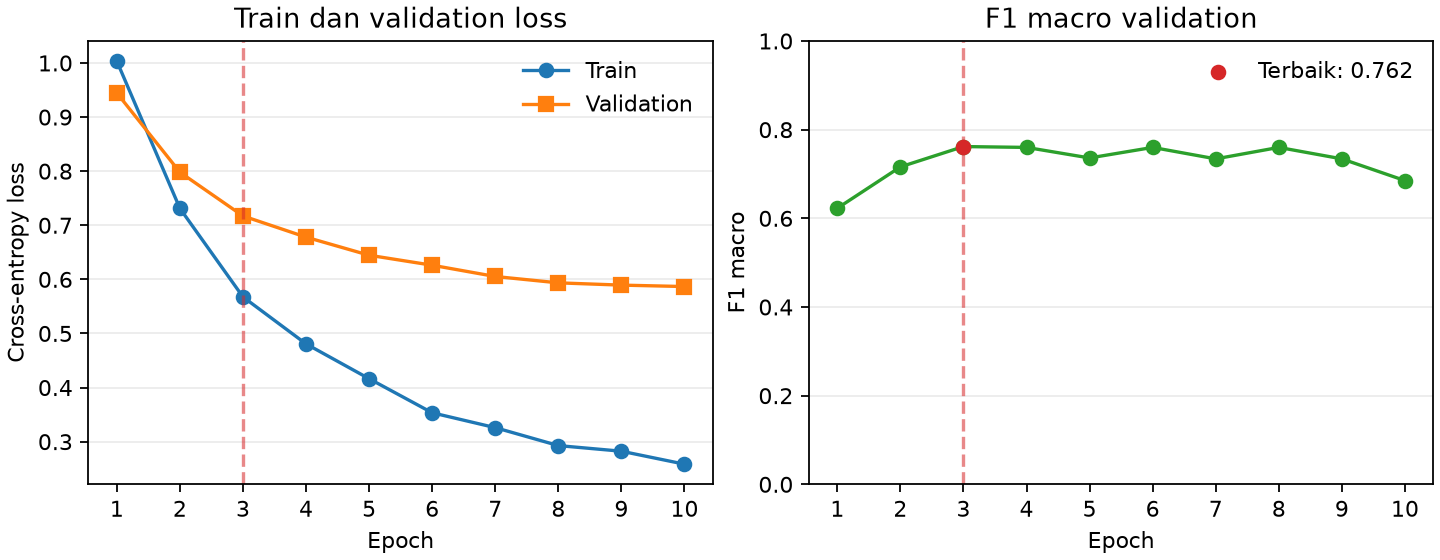 Train dan validation loss
Cross-entropy loss
1.0
0.9
0.8
0.7
0.6
0.5
0.4
0.3
Train
Validation
1 2 3 4 5 6 7 8 9 10
Epoch
F1 macro validation
F1 macro
1.0
0.8
0.6
0.4
0.2
0.0
Terbaik: 0.762
1 2 3 4 5 6 7 8 9 10
Epoch